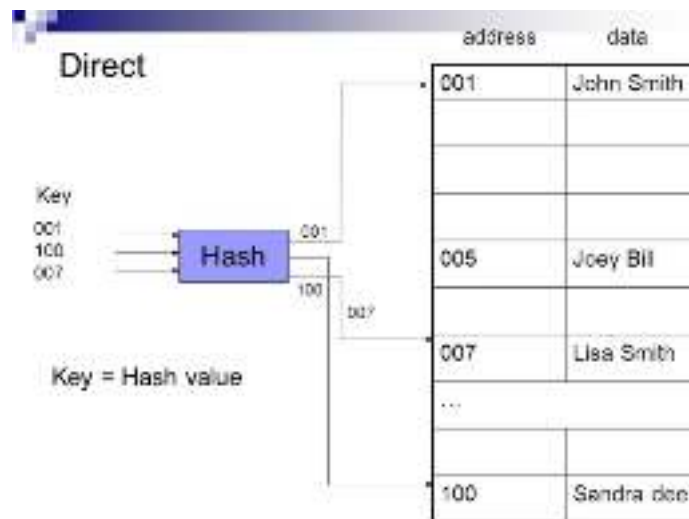 address data
Direct
001 John Smith
Key
001
100
007
Hash
001
100
007
005 Joey Bill
007 Lisa Smith
Key = Hash value
...
100 Sandra dee